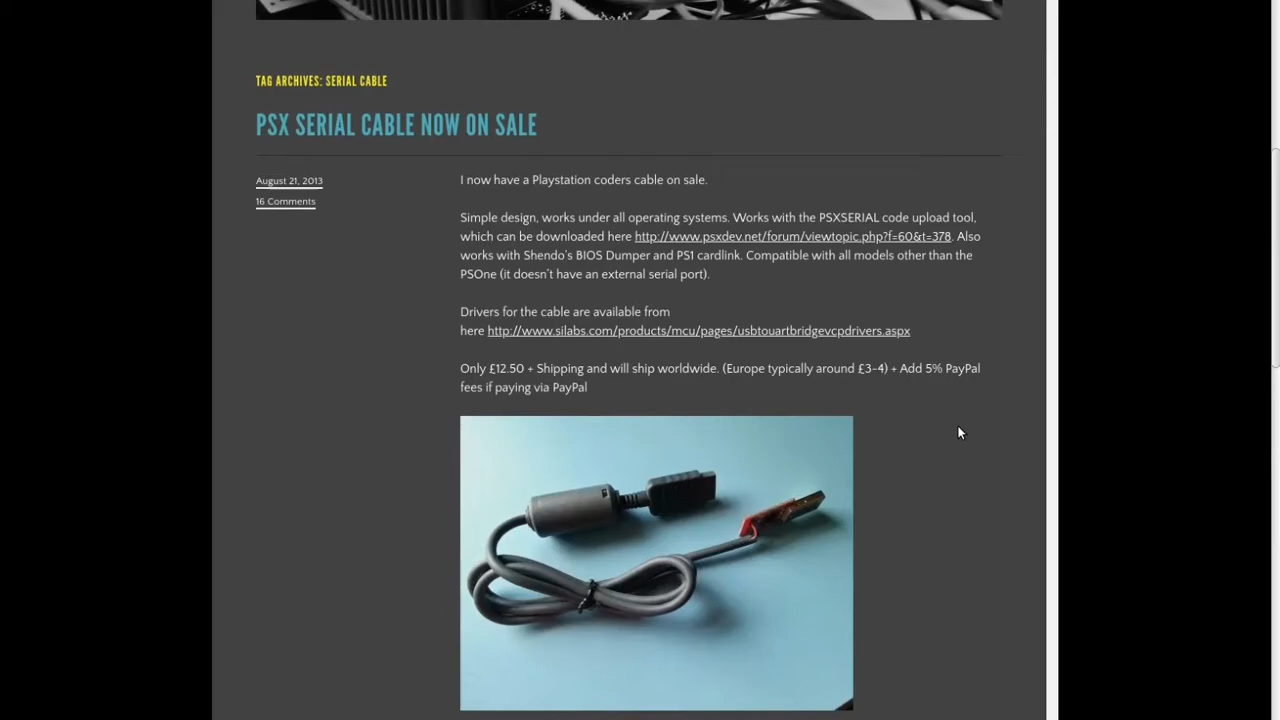 TAG ARCHIVES: SERIAL CABLE
PSX SERIAL CABLE NOW ON SALE
August 21, 2013
16 Comments
I now have a Playstation coders cable on sale.
Simple design, works under all operating systems. Works with the PSXSERIAL code upload tool,
which can be downloaded here http://www.psxdev.net/forum/viewtopic.php?f=60&t=378. Also
works with Shendo's BIOS Dumper and PS1 cardlink. Compatible with all models other than the
PSOne (it doesn't have an external serial port).
Drivers for the cable are available from
here http://www.silabs.com/products/mcu/pages/usbtouartbridgevcpdrivers.aspx
Only £12.50 + Shipping and will ship worldwide. (Europe typically around £3-4) + Add 5% PayPal
fees if paying via PayPal